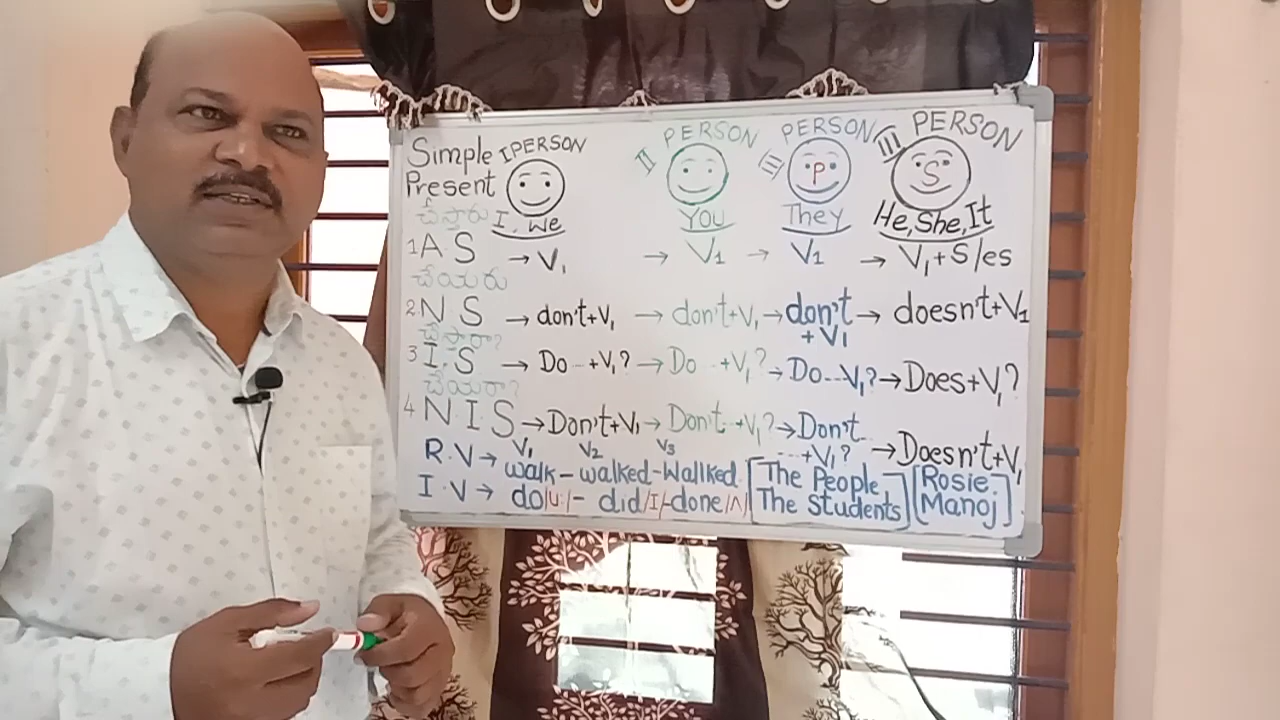 Simple I PERSON II PERSON III PERSON III PERSON
Present
చేస్తారు I, We YOU They He, She, It
1 A S → V1 → V1 → V1 → V1+S/es
చేయరు
2 N S → don't+V1 → don't+V1 → don't +V1 → doesn't+V1
చేస్తారా?
3 I.S → Do...+V1? → Do ..+V1? → Do...V1? → Does+V1?
చేయరా?
4 N I S → Don't+V1 → Don't..+V1? → Don't ...+V1? → Doesn't+V1
V1 V2 V3
R.V → walk – walked – Wallked [The People [Rosie
I.V → do/u:/ – did/I/-done/ʌ/ The Students] Manoj]
P
S